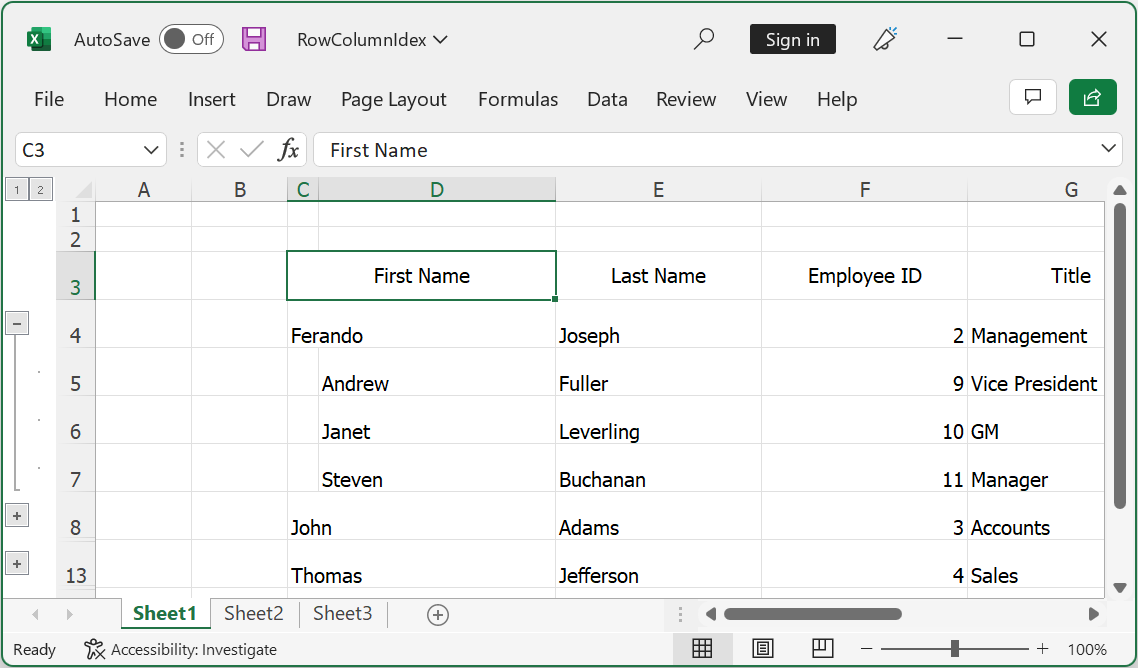 AutoSave Off RowColumnIdex Sign in
File Home Insert Draw Page Layout Formulas Data Review View Help
C3 fx First Name
1 2 A B C D E F G
1
2
3 First Name Last Name Employee ID Title
4 Ferando Joseph 2 Management
5 Andrew Fuller 9 Vice President
6 Janet Leverling 10 GM
7 Steven Buchanan 11 Manager
8 John Adams 3 Accounts
13 Thomas Jefferson 4 Sales
Sheet1 Sheet2 Sheet3
Ready Accessibility: Investigate 100%